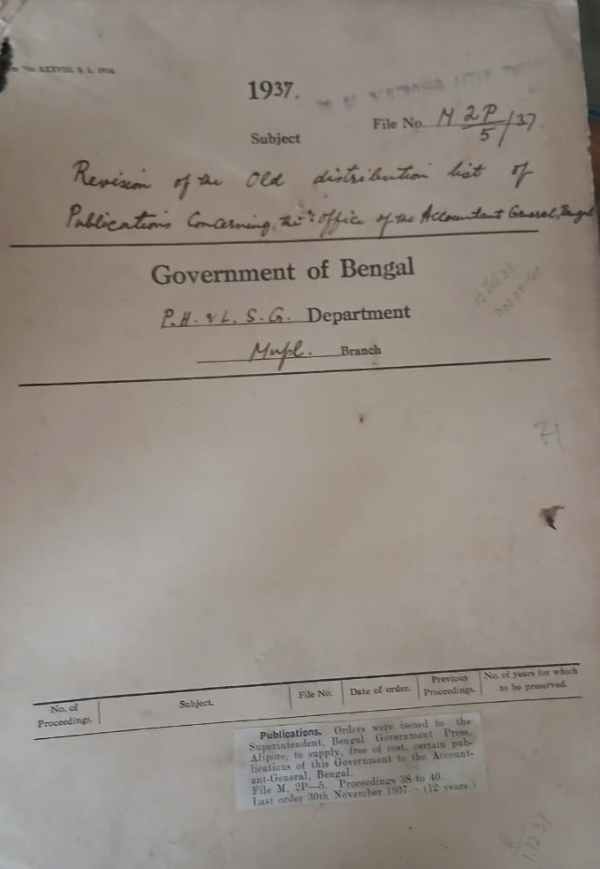 XXXVIII, S. L. 1934
1937.
File No. M 2P/5/37.
Subject
Revision of the Old distribution list of
Publications Concerning, the Office of the Accountant General, Bengal
Government of Bengal
P.H. & L. S. G. Department
Mupl. Branch
71
No. of Proceedings.
Subject.
File No.
Date of order.
Previous Proceedings.
No. of years for which to be preserved.
Publications. Orders were issued to the
Superintendent, Bengal Government Press,
Alipore, to supply, free of cost, certain pub-
lications of this Government to the Account-
ant-General, Bengal.
File M. 2P—5. Proceedings 38 to 40.
Last order 30th November 1937 - (12 years.)